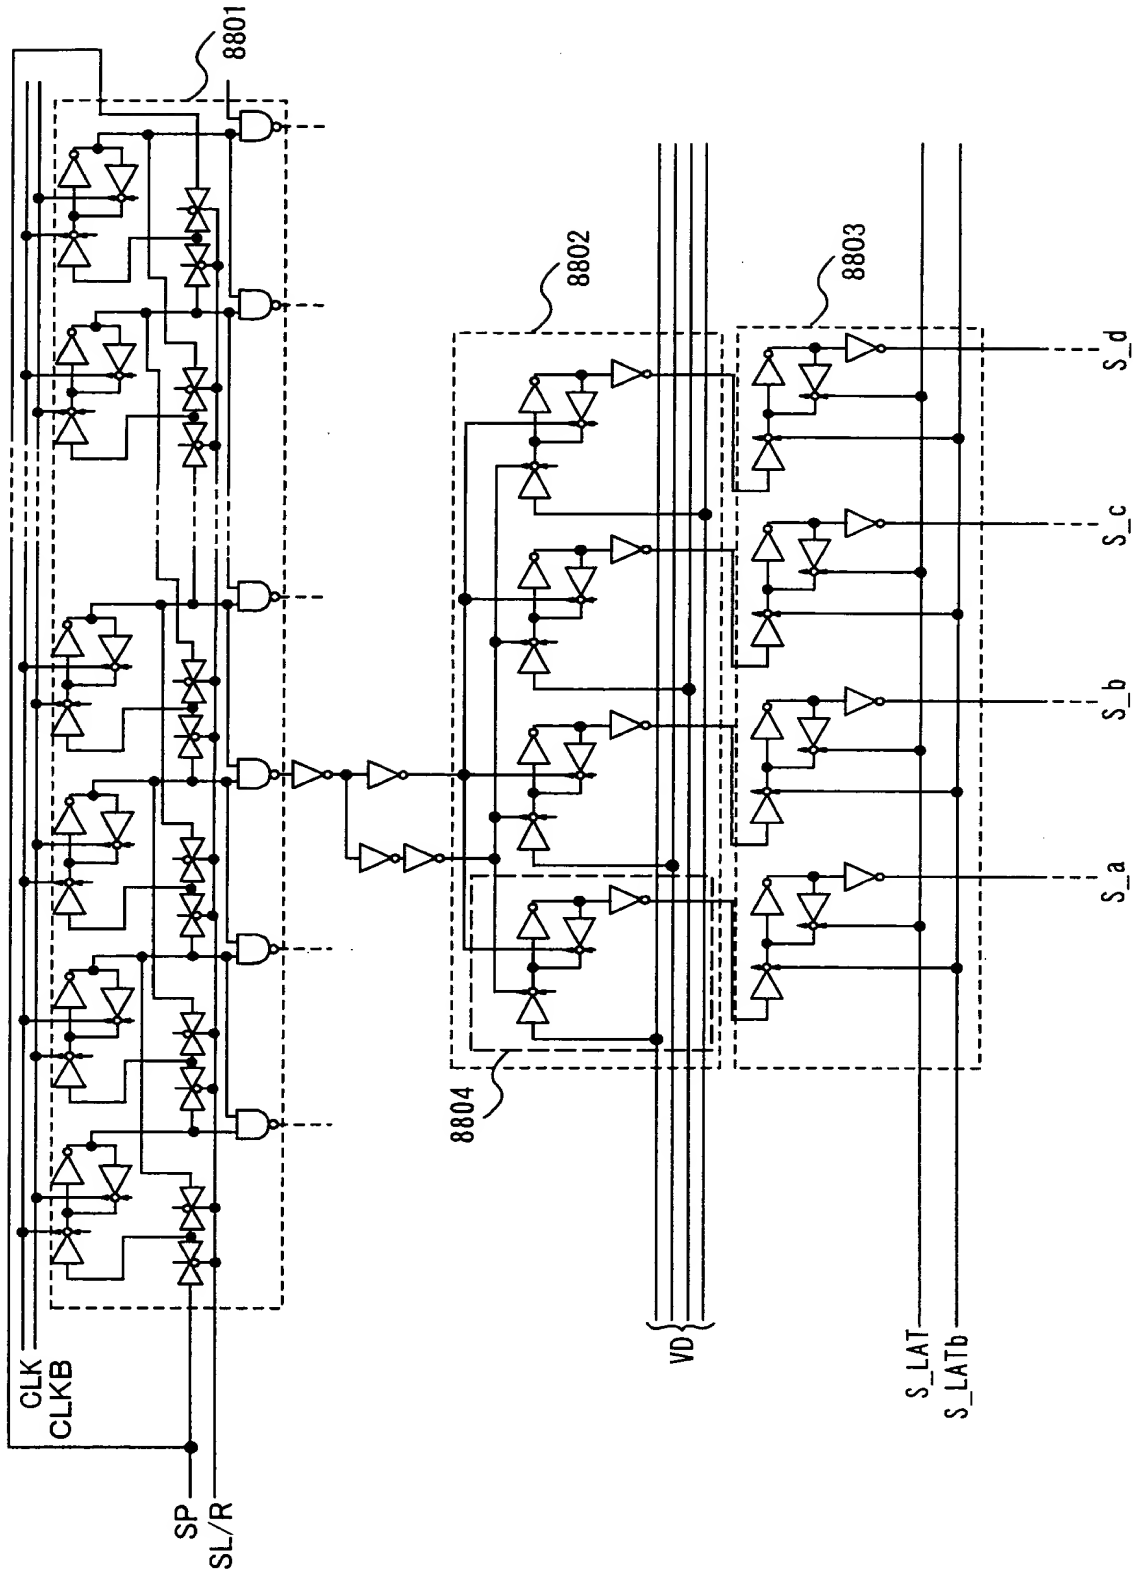 CLK
CLKB
SP
SL/R
8801
8802
8804
VD
8803
S_LAT
S_LATb
S_a
S_b
S_c
S_d